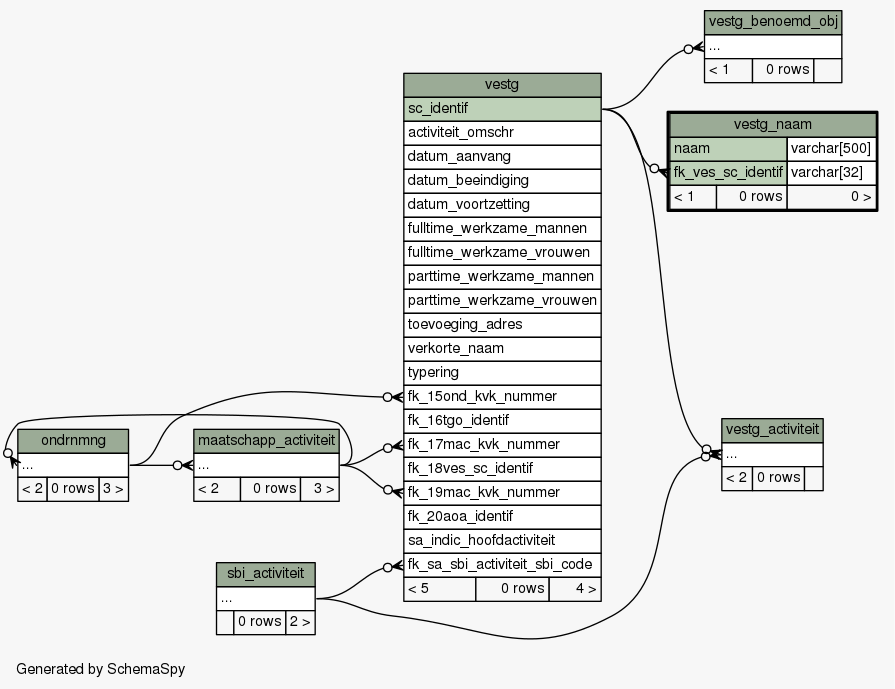 vestg_benoemd_obj
...
< 1 0 rows
vestg
sc_identif
activiteit_omschr
datum_aanvang
datum_beeindiging
datum_voortzetting
fulltime_werkzame_mannen
fulltime_werkzame_vrouwen
parttime_werkzame_mannen
parttime_werkzame_vrouwen
toevoeging_adres
verkorte_naam
typering
fk_15ond_kvk_nummer
fk_16tgo_identif
fk_17mac_kvk_nummer
fk_18ves_sc_identif
fk_19mac_kvk_nummer
fk_20aoa_identif
sa_indic_hoofdactiviteit
fk_sa_sbi_activiteit_sbi_code
< 5 0 rows 4 >
vestg_naam
naam varchar[500]
fk_ves_sc_identif varchar[32]
< 1 0 rows 0 >
ondrnmng
...
< 2 0 rows 3 >
maatschapp_activiteit
...
< 2 0 rows 3 >
vestg_activiteit
...
< 2 0 rows
sbi_activiteit
...
0 rows 2 >
Generated by SchemaSpy